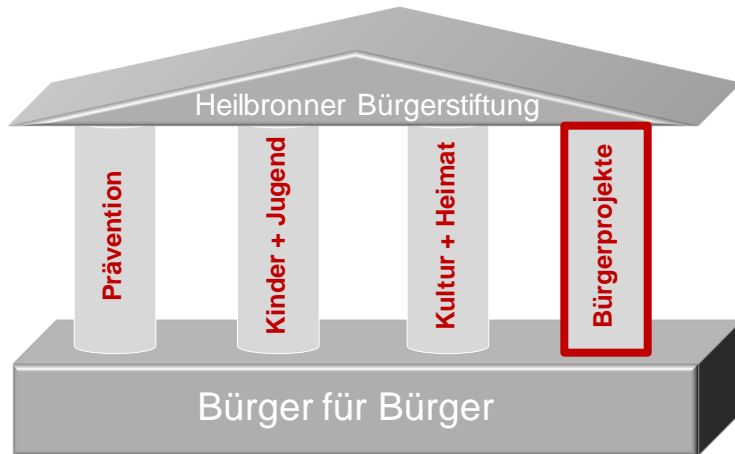 Heilbronner Bürgerstiftung
Prävention
Kinder + Jugend
Kultur + Heimat
Bürgerprojekte
Bürger für Bürger